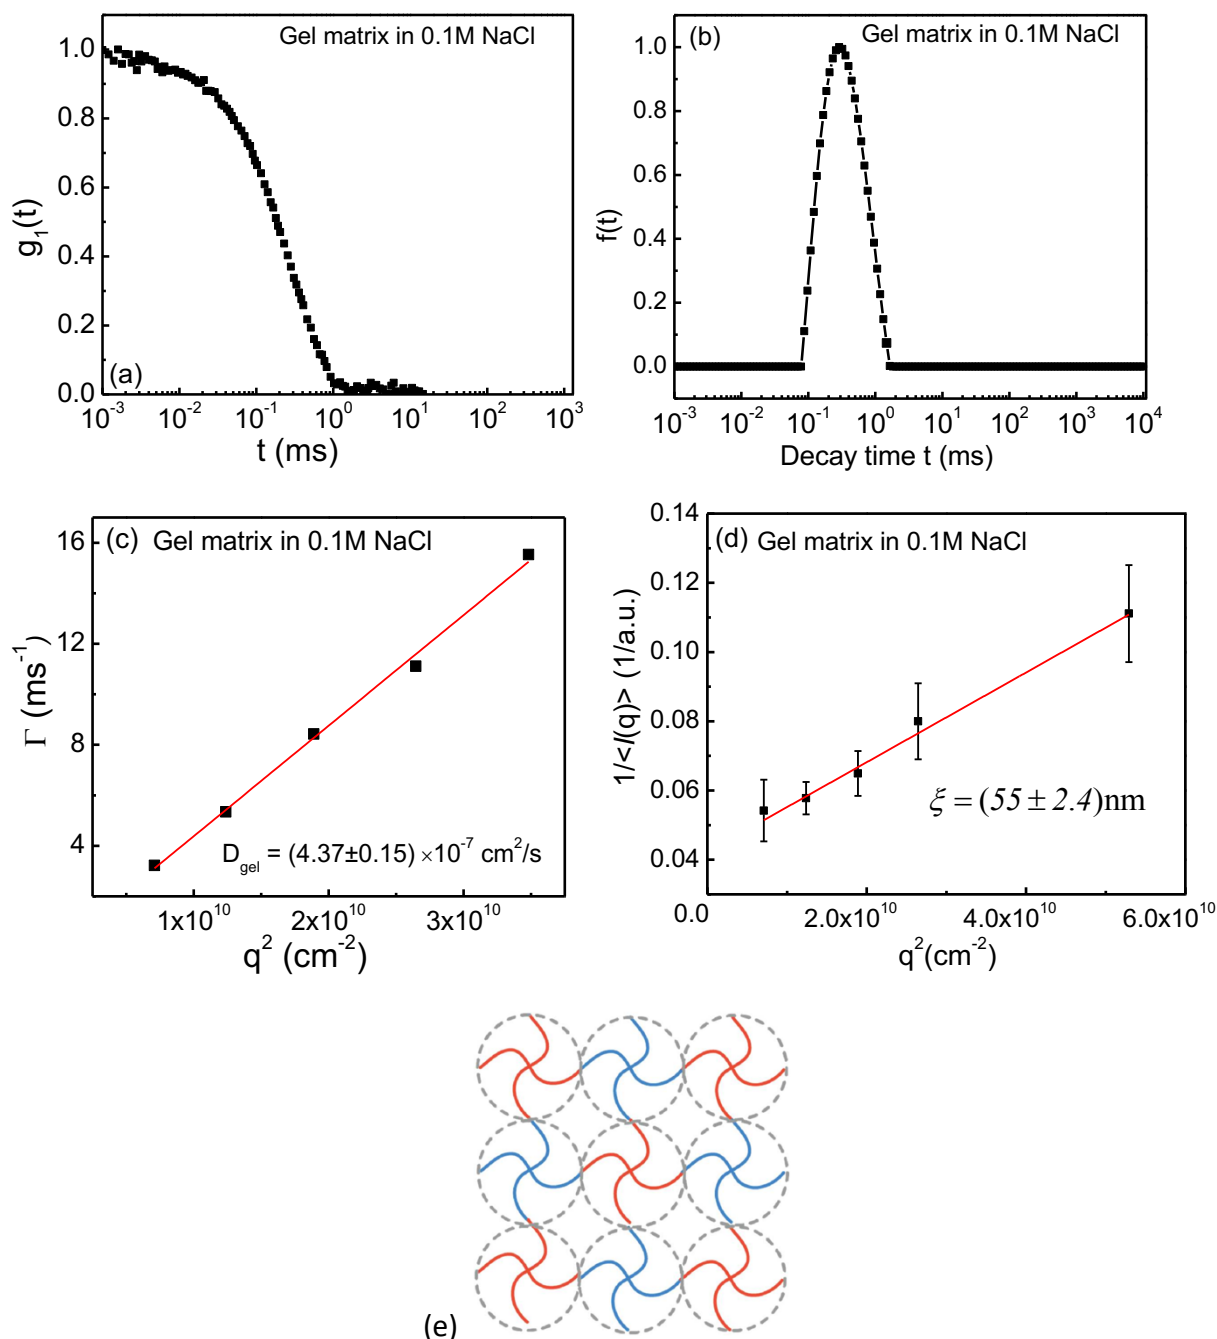 Gel matrix in 0.1M NaCl
1.0
0.8
0.6
0.4
0.2
0.0
g₁(t)
(a)
10⁻³ 10⁻² 10⁻¹ 10⁰ 10¹ 10² 10³
t (ms)
(b) Gel matrix in 0.1M NaCl
1.0
0.8
0.6
0.4
0.2
0.0
f(t)
10⁻³ 10⁻² 10⁻¹ 10⁰ 10¹ 10² 10³ 10⁴
Decay time t (ms)
(c) Gel matrix in 0.1M NaCl
16
12
8
4
Γ (ms⁻¹)
D_gel = (4.37±0.15) ×10⁻⁷ cm²/s
1x10¹⁰ 2x10¹⁰ 3x10¹⁰
q² (cm⁻²)
(d) Gel matrix in 0.1M NaCl
0.14
0.12
0.10
0.08
0.06
0.04
1/<I(q)> (1/a.u.)
ξ = (55 ± 2.4)nm
0.0 2.0x10¹⁰ 4.0x10¹⁰ 6.0x10¹⁰
q²(cm⁻²)
(e)